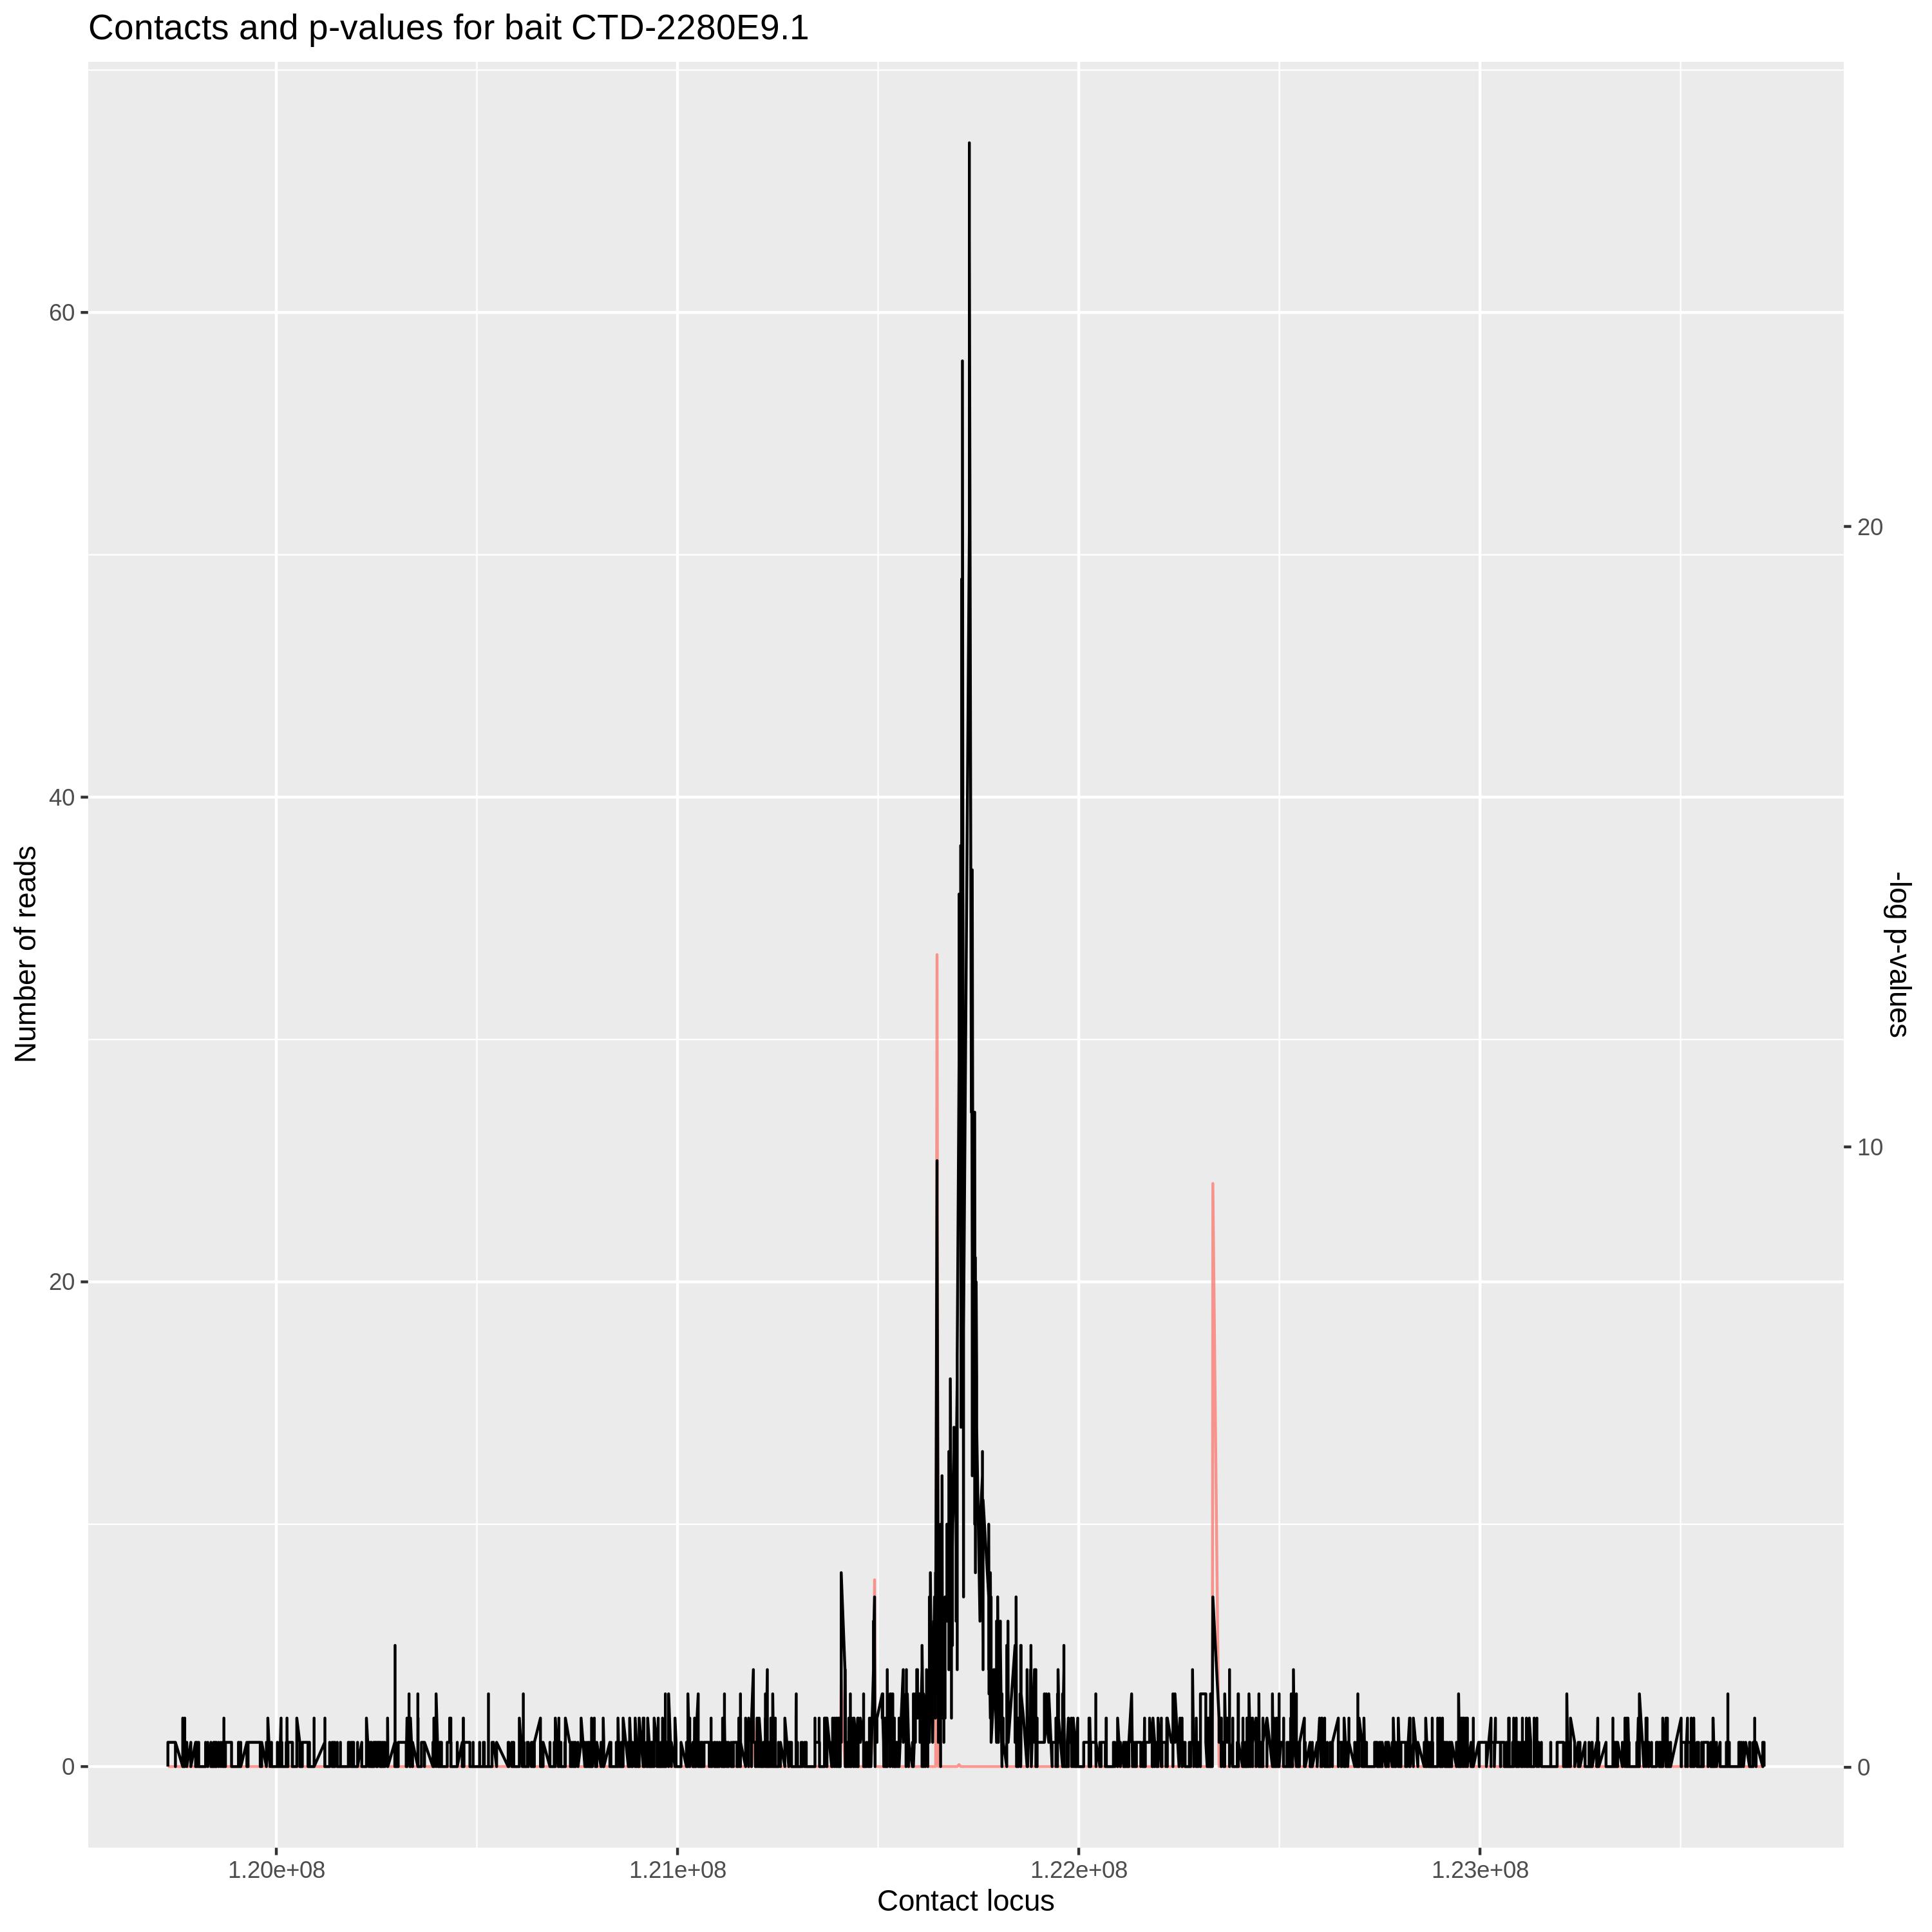 Contacts and p-values for bait CTD-2280E9.1
60
40
20
0
20
10
0
Number of reads
-log p-values
1.20e+08 1.21e+08 1.22e+08 1.23e+08
Contact locus